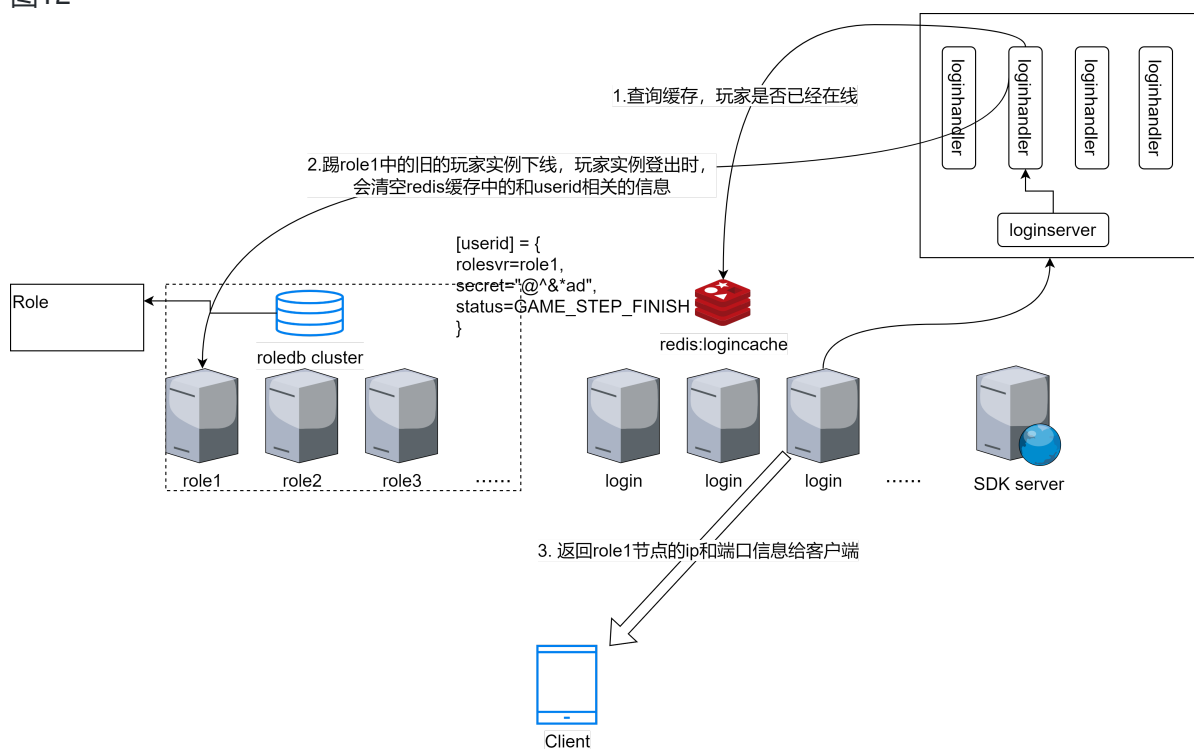 图12
loginhandler
loginhandler
loginhandler
loginhandler
1.查询缓存，玩家是否已经在线
2.踢role1中的旧的玩家实例下线，玩家实例登出时，
会清空redis缓存中的和userid相关的信息
loginserver
[userid] = {
rolesvr=role1,
secret="@^&*ad",
status=GAME_STEP_FINISH
}
Role
roledb cluster
redis:logincache
role1
role2
role3
......
login
login
login
......
SDK server
3. 返回role1节点的ip和端口信息给客户端
Client